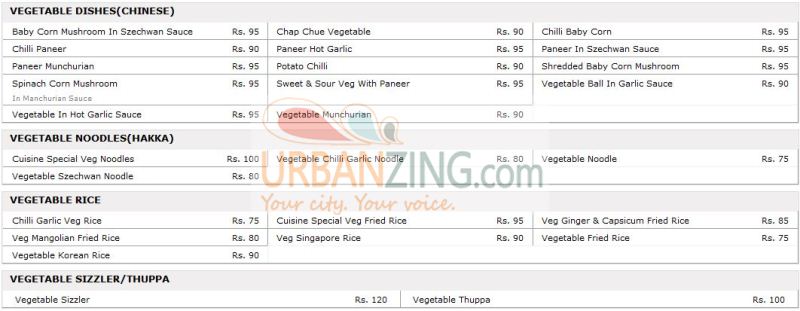 VEGETABLE DISHES(CHINESE)
Baby Corn Mushroom In Szechwan Sauce Rs. 95 Chap Chue Vegetable Rs. 90 Chilli Baby Corn Rs. 95
Chilli Paneer Rs. 90 Paneer Hot Garlic Rs. 95 Paneer In Szechwan Sauce Rs. 95
Paneer Munchurian Rs. 95 Potato Chilli Rs. 90 Shredded Baby Corn Mushroom Rs. 95
Spinach Corn Mushroom Rs. 95 Sweet & Sour Veg With Paneer Rs. 95 Vegetable Ball In Garlic Sauce Rs. 90
In Manchurian Sauce
Vegetable In Hot Garlic Sauce Rs. 95 Vegetable Munchurian Rs. 90
VEGETABLE NOODLES(HAKKA)
Cuisine Special Veg Noodles Rs. 100 Vegetable Chilli Garlic Noodle Rs. 80 Vegetable Noodle Rs. 75
Vegetable Szechwan Noodle Rs. 80
URBANZING.com
Your city. Your voice.
VEGETABLE RICE
Chilli Garlic Veg Rice Rs. 75 Cuisine Special Veg Fried Rice Rs. 95 Veg Ginger & Capsicum Fried Rice Rs. 85
Veg Mangolian Fried Rice Rs. 80 Veg Singapore Rice Rs. 90 Vegetable Fried Rice Rs. 75
Vegetable Korean Rice Rs. 90
VEGETABLE SIZZLER/THUPPA
Vegetable Sizzler Rs. 120 Vegetable Thuppa Rs. 100